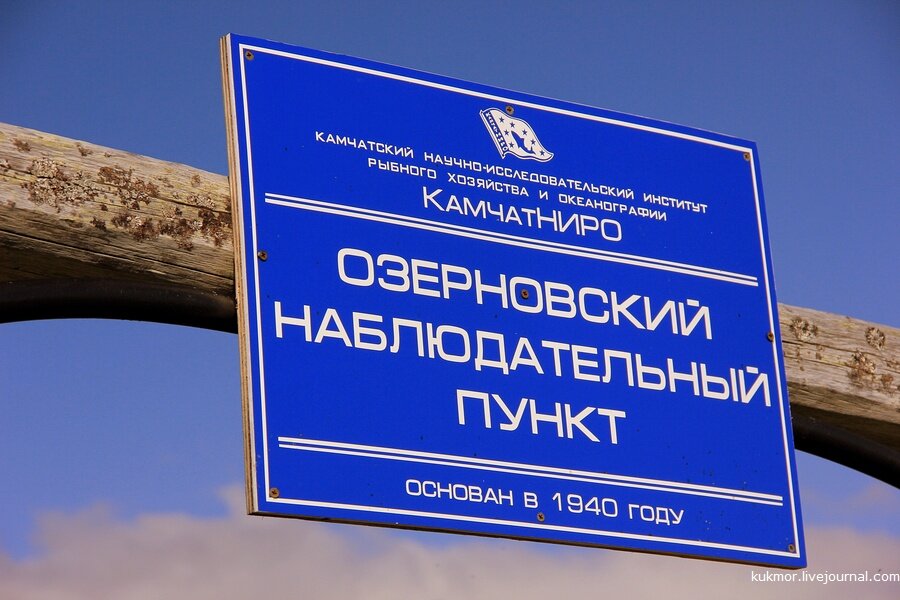 КАМЧАТСКИЙ НАУЧНО-ИССЛЕДОВАТЕЛЬСКИЙ ИНСТИТУТ
РЫБНОГО ХОЗЯЙСТВА И ОКЕАНОГРАФИИ
КАМЧАТНИРО
ОЗЕРНОВСКИЙ
НАБЛЮДАТЕЛЬНЫЙ
ПУНКТ
ОСНОВАН В 1940 ГОДУ
kukmor.livejournal.com